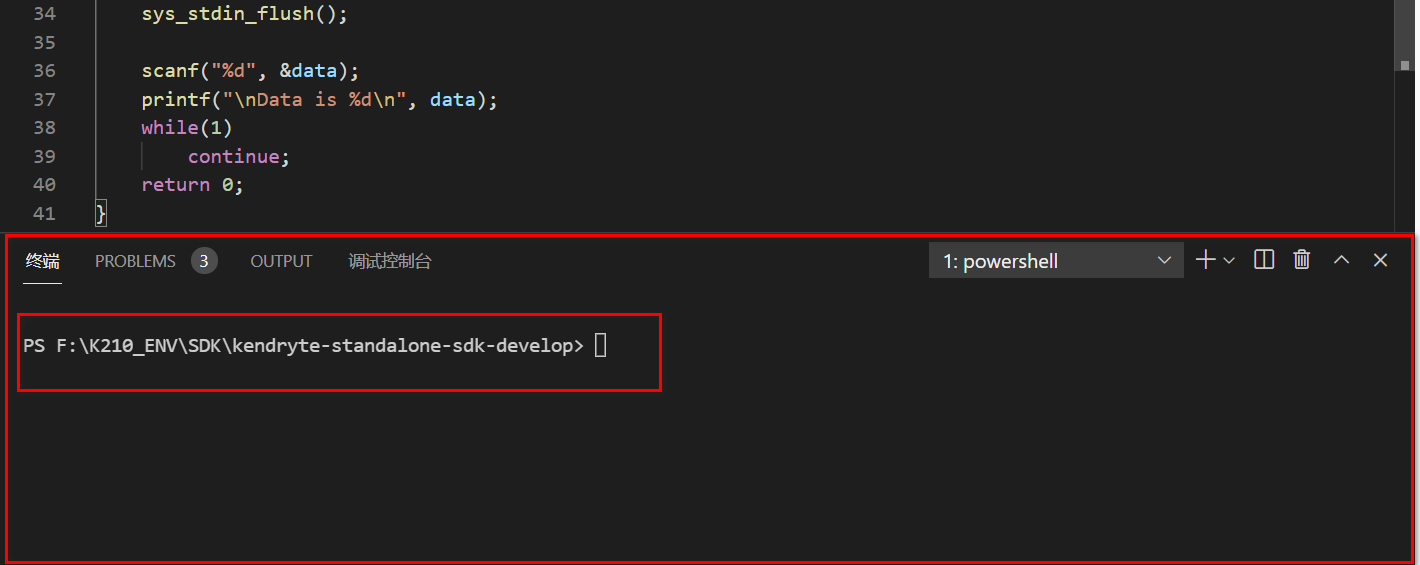 34 sys_stdin_flush();
35
36 scanf("%d", &data);
37 printf("\nData is %d\n", data);
38 while(1)
39 continue;
40 return 0;
41 }
终端 PROBLEMS 3 OUTPUT 调试控制台 1: powershell
PS F:\K210_ENV\SDK\kendryte-standalone-sdk-develop>